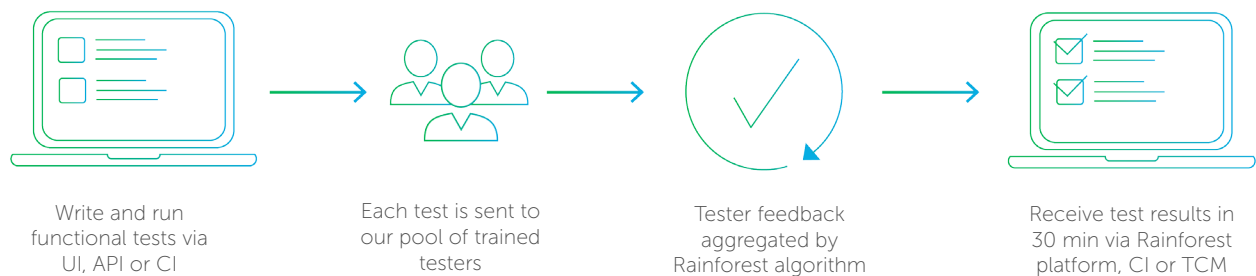 Write and run
functional tests via
UI, API or CI
Each test is sent to
our pool of trained
testers
Tester feedback
aggregated by
Rainforest algorithm
Receive test results in
30 min via Rainforest
platform, CI or TCM